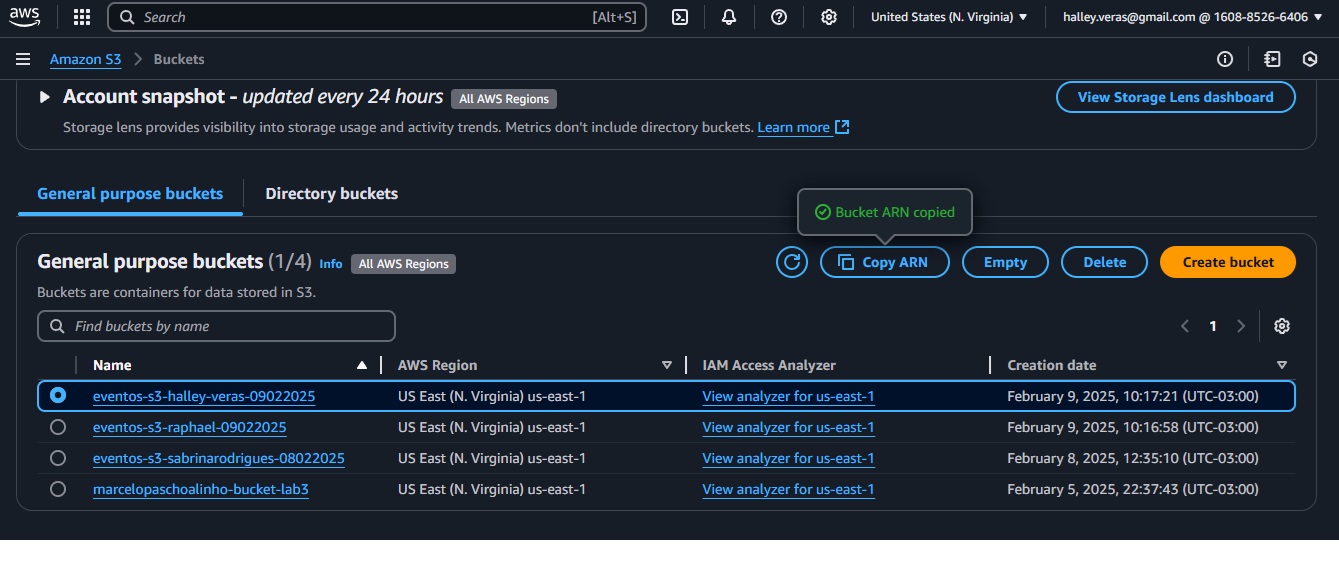 aws Search [Alt+S] United States (N. Virginia) halley.veras@gmail.com @ 1608-8526-6406
Amazon S3 Buckets
Account snapshot - updated every 24 hours All AWS Regions View Storage Lens dashboard
Storage lens provides visibility into storage usage and activity trends. Metrics don't include directory buckets. Learn more
General purpose buckets Directory buckets
Bucket ARN copied
General purpose buckets (1/4) Info All AWS Regions Copy ARN Empty Delete Create bucket
Buckets are containers for data stored in S3.
Find buckets by name 1
Name AWS Region IAM Access Analyzer Creation date
eventos-s3-halley-veras-09022025 US East (N. Virginia) us-east-1 View analyzer for us-east-1 February 9, 2025, 10:17:21 (UTC-03:00)
eventos-s3-raphael-09022025 US East (N. Virginia) us-east-1 View analyzer for us-east-1 February 9, 2025, 10:16:58 (UTC-03:00)
eventos-s3-sabrinarodrigues-08022025 US East (N. Virginia) us-east-1 View analyzer for us-east-1 February 8, 2025, 12:35:10 (UTC-03:00)
marcelopaschoalinho-bucket-lab3 US East (N. Virginia) us-east-1 View analyzer for us-east-1 February 5, 2025, 22:37:43 (UTC-03:00)